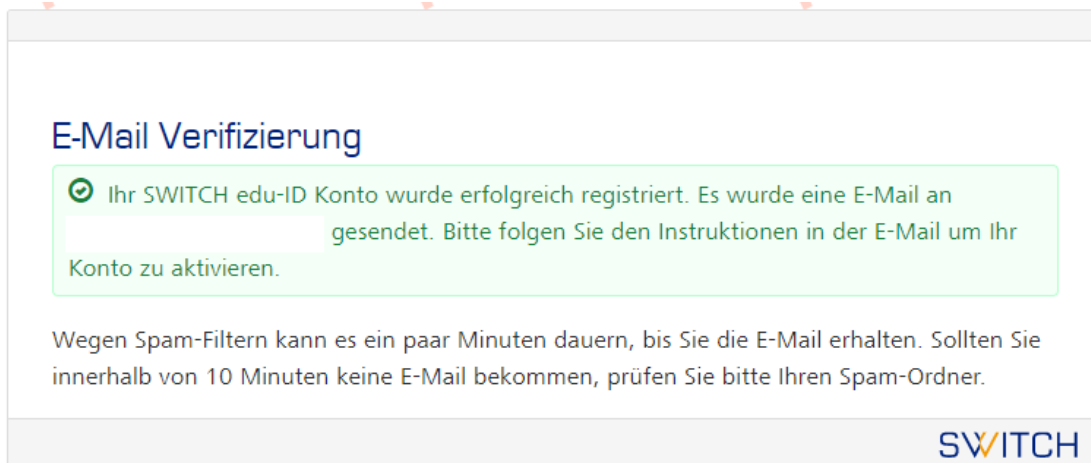 E-Mail Verifizierung
Ihr SWITCH edu-ID Konto wurde erfolgreich registriert. Es wurde eine E-Mail an
gesendet. Bitte folgen Sie den Instruktionen in der E-Mail um Ihr
Konto zu aktivieren.
Wegen Spam-Filtern kann es ein paar Minuten dauern, bis Sie die E-Mail erhalten. Sollten Sie
innerhalb von 10 Minuten keine E-Mail bekommen, prüfen Sie bitte Ihren Spam-Ordner.
SWITCH